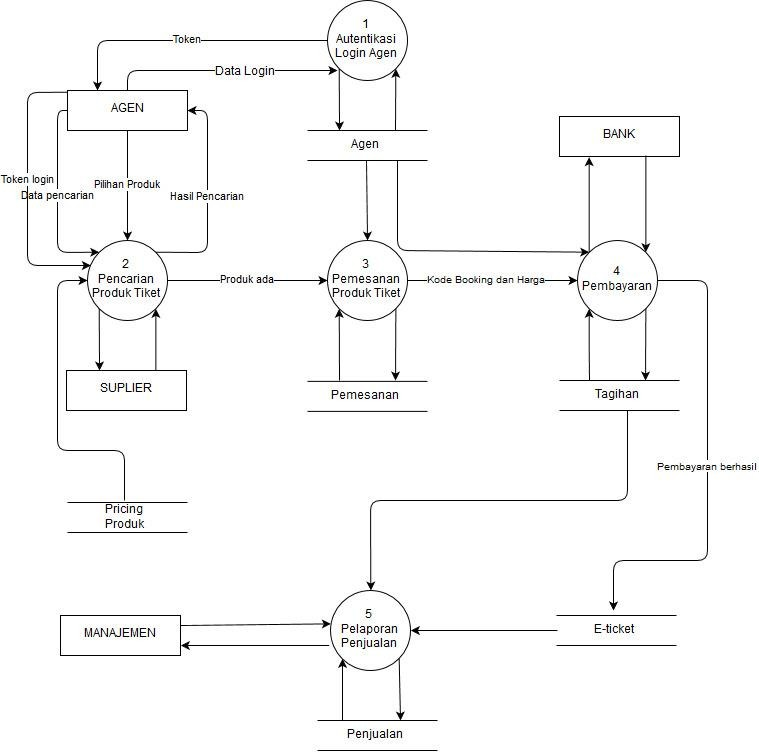 1
Autentikasi
Login Agen
Token
Data Login
AGEN
Agen
BANK
Token login
Data pencarian
Pilihan Produk
Hasil Pencarian
2
Pencarian
Produk Tiket
Produk ada
3
Pemesanan
Produk Tiket
Kode Booking dan Harga
4
Pembayaran
SUPLIER
Pemesanan
Tagihan
Pembayaran berhasil
Pricing
Produk
MANAJEMEN
5
Pelaporan
Penjualan
E-ticket
Penjualan